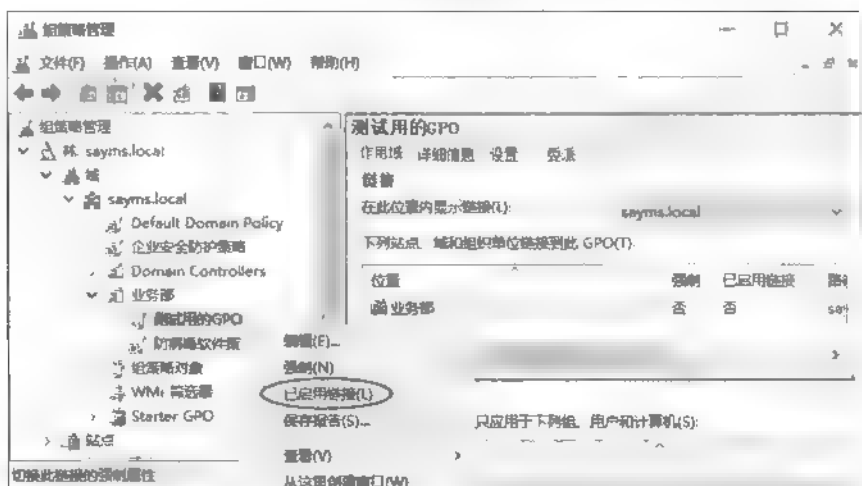 组策略管理
文件(F) 操作(A) 查看(V) 窗口(W) 帮助(H)
组策略管理
林 sayms.local
域
sayms.local
Default Domain Policy
企业安全防护策略
Domain Controllers
业务部
测试用的GPO
组策略对象
WMI 筛选器
Starter GPO
站点
切换此链接的强制属性
测试用的GPO
作用域 详细信息 设置 委派
链接
在此位置内显示链接(L): sayms.local
下列站点、域和组织单位链接到此 GPO(T):
位置 强制 已启用链接 路
业务部 否 否 say
编辑(E)...
强制(N)
已启用链接(L)
保存报告(S)...
查看(V)
从这里创建窗口(W)
只应用于下列组、用户和计算机(S):